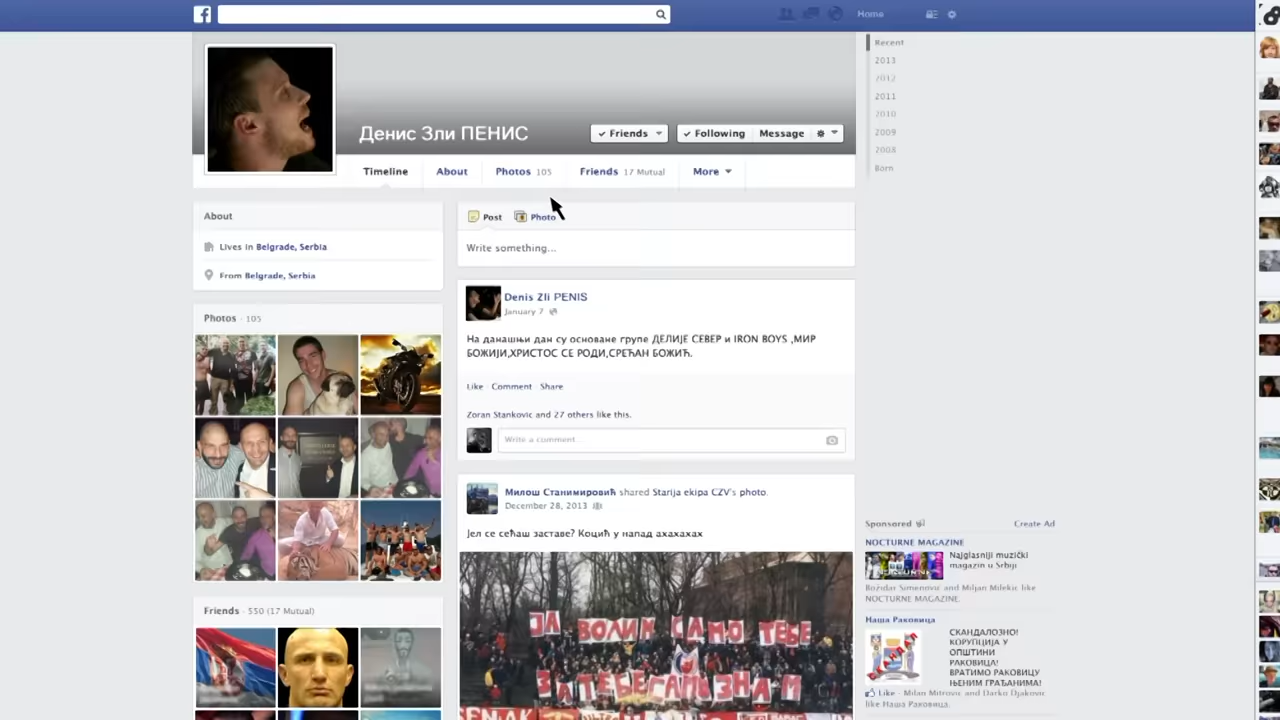 Home
Денис Зли ПЕНИС
Friends
Following
Message
Timeline
About
Photos 105
Friends 17 Mutual
More
Recent
2013
2012
2011
2010
2009
2008
Born
About
Lives in Belgrade, Serbia
From Belgrade, Serbia
Photos · 105
Friends · 550 (17 Mutual)
Post
Photo
Write something...
Denis Zli PENIS
January 7
На данашњи дан су основане групе ДЕЛИЈЕ СЕВЕР и IRON BOYS ,МИР
БОЖИЈИ,ХРИСТОС СЕ РОДИ,СРЕЋАН БОЖИЋ.
Like · Comment · Share
Zoran Stankovic and 27 others like this.
Write a comment...
Милош Станимировић shared Starija ekipa CZV's photo.
December 28, 2013
Јел се сећаш заставе? Коцић у напад ахахахах
ЈА ВОЛИМ САМО ТЕБЕ
Sponsored
Create Ad
NOCTURNE MAGAZINE
Najglasniji muzički
magazin u Srbiji
Bozidar Simenovic and Miljan Milekic like
NOCTURNE MAGAZINE.
Наша Раковица
СКАНДАЛОЗНО!
КОРУПЦИЈА У
ОПШТИНИ
РАКОВИЦА!
ВРАТИМО РАКОВИЦУ
ЊЕНИМ ГРАЂАНИМА!
Like · Milan Mitrovic and Darko Djakovic
like Наша Раковица.